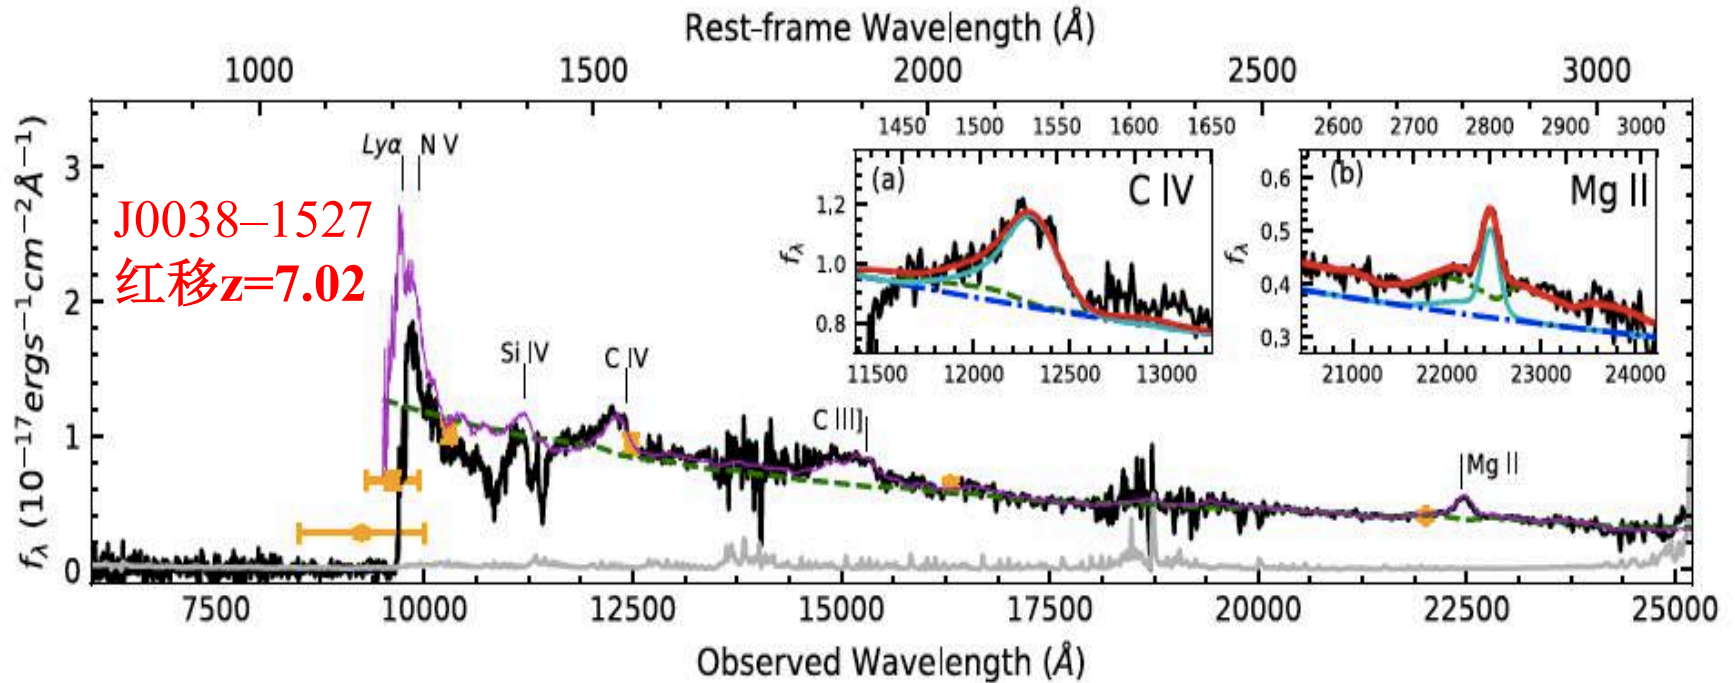 Rest-frame Wavelength (Å)
1000 1500 2000 2500 3000
Lyα N V
Si IV
C IV
C III]
Mg II
J0038–1527
红移z=7.02
1450 1500 1550 1600 1650
(a)
C IV
1,2
1.0
0.8
fλ
11500 12000 12500 13000
2600 2700 2800 2900 3000
(b)
Mg II
0,6
0,5
0,4
0,3
fλ
21000 22000 23000 24000
3
2
1
0
fλ (10−17ergs−1cm−2Å−1)
7500 10000 12500 15000 17500 20000 22500 25000
Observed Wavelength (Å)